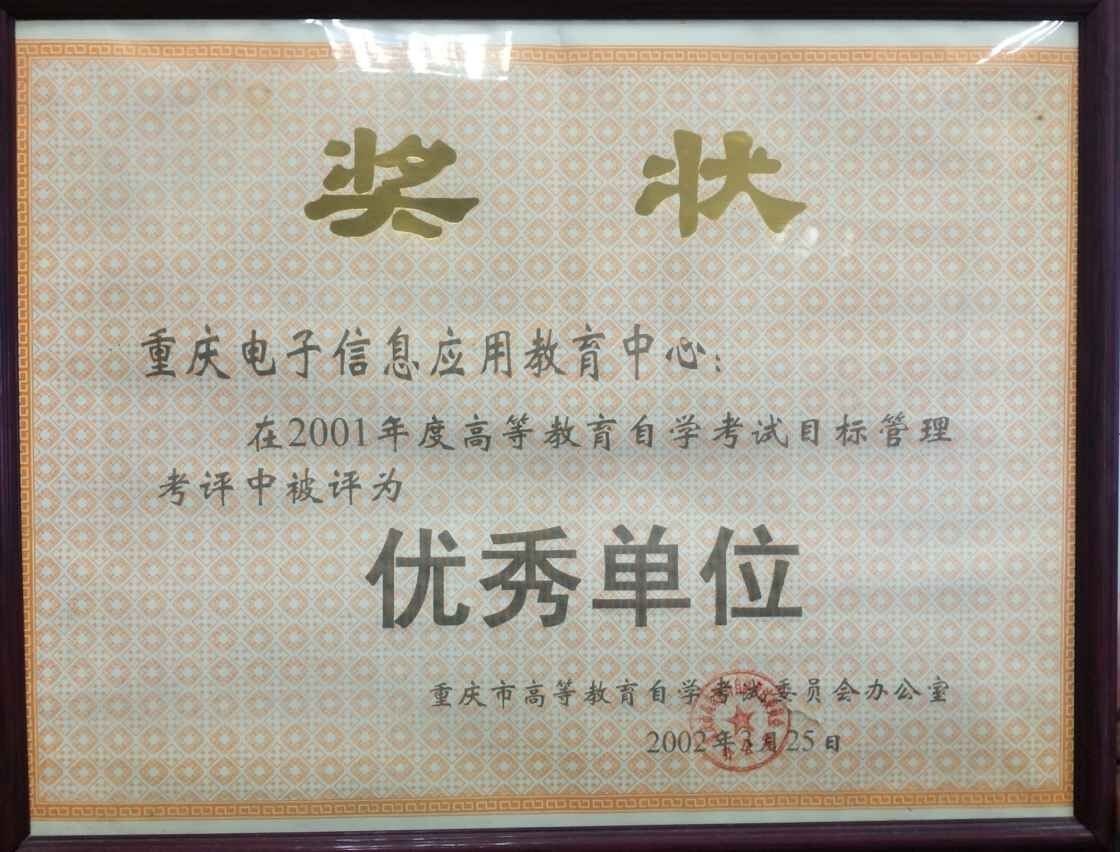 奖 状
重庆电子信息应用教育中心：
在2001年度高等教育自学考试目标管理
考评中被评为
优秀单位
重庆市高等教育自学考试委员会办公室
2002年3月25日